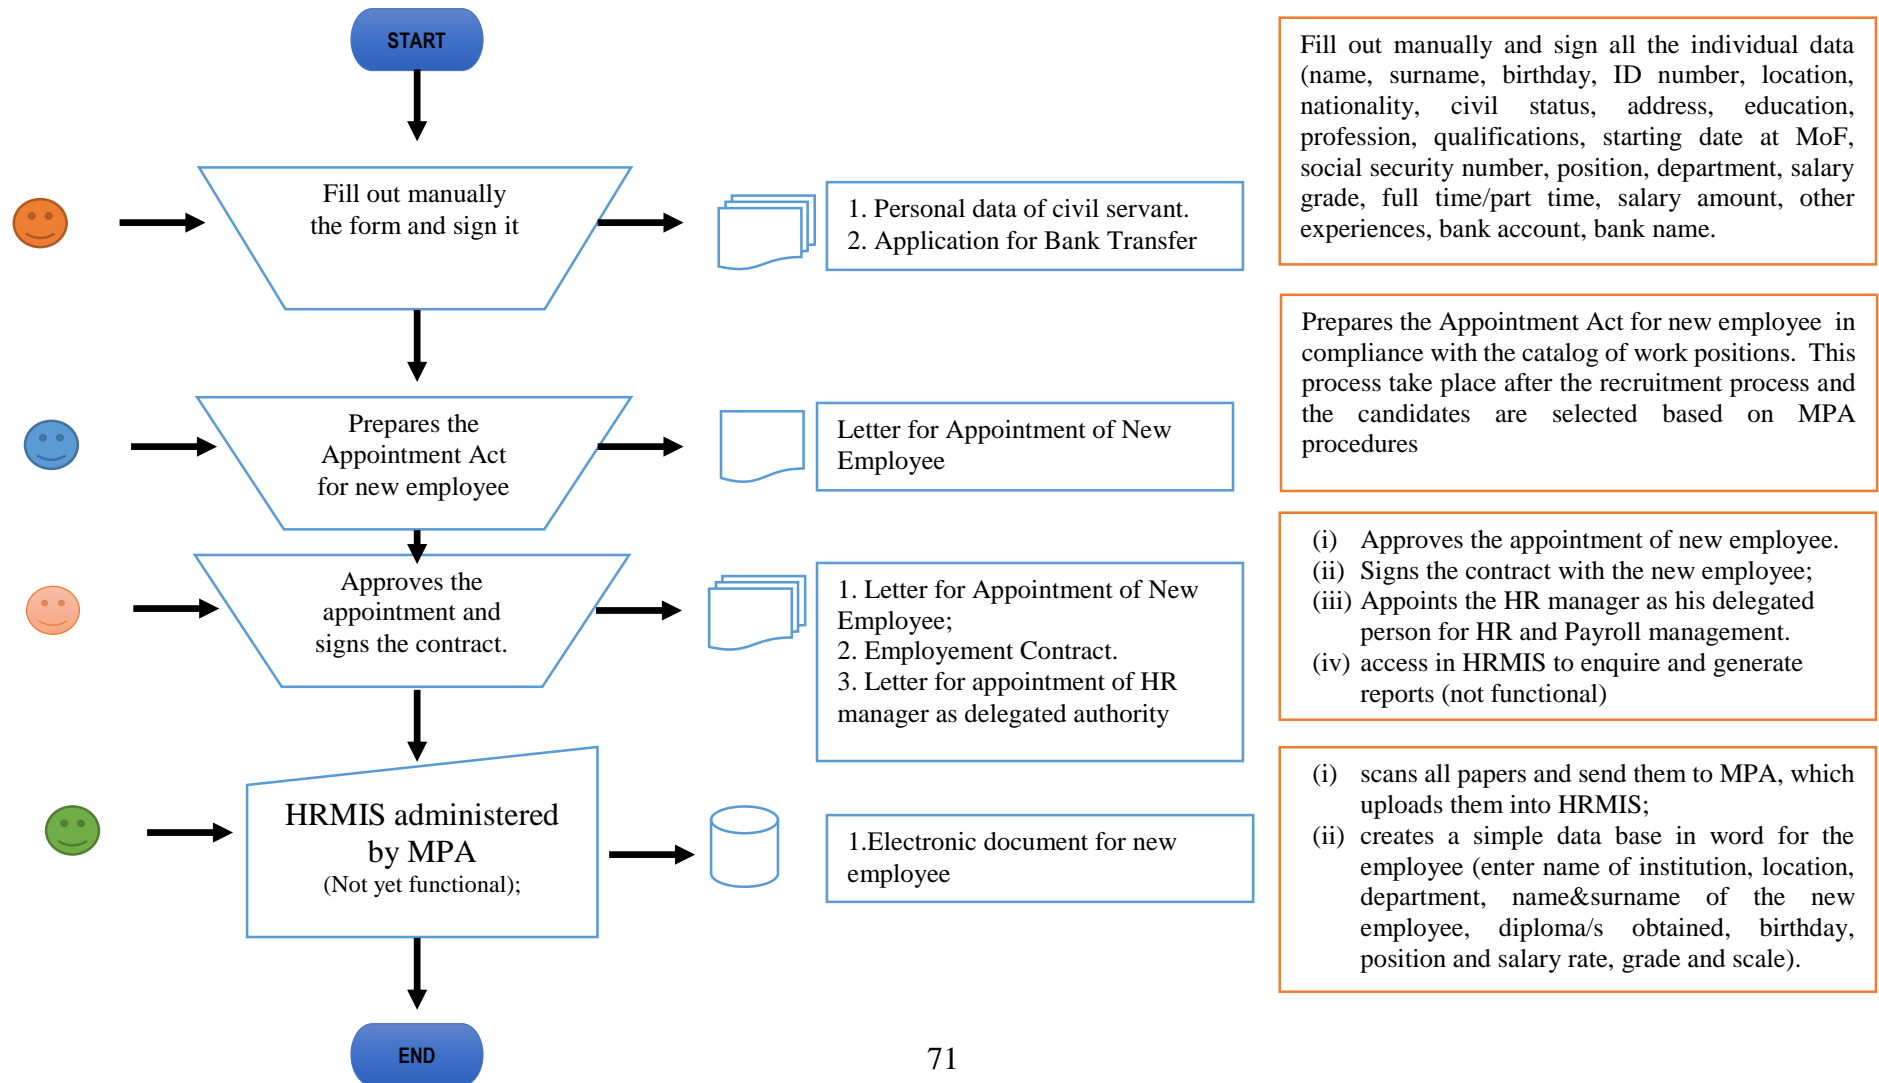 START
Fill out manually
the form and sign it
1. Personal data of civil servant.
2. Application for Bank Transfer
Fill out manually and sign all the individual data
(name, surname, birthday, ID number, location,
nationality, civil status, address, education,
profession, qualifications, starting date at MoF,
social security number, position, department, salary
grade, full time/part time, salary amount, other
experiences, bank account, bank name.
Prepares the
Appointment Act
for new employee
Letter for Appointment of New
Employee
Prepares the Appointment Act for new employee in
compliance with the catalog of work positions. This
process take place after the recruitment process and
the candidates are selected based on MPA
procedures
Approves the
appointment and
signs the contract.
1. Letter for Appointment of New
Employee;
2. Employement Contract.
3. Letter for appointment of HR
manager as delegated authority
(i) Approves the appointment of new employee.
(ii) Signs the contract with the new employee;
(iii) Appoints the HR manager as his delegated
person for HR and Payroll management.
(iv) access in HRMIS to enquire and generate
reports (not functional)
HRMIS administered
by MPA
(Not yet functional);
1.Electronic document for new
employee
(i) scans all papers and send them to MPA, which
uploads them into HRMIS;
(ii) creates a simple data base in word for the
employee (enter name of institution, location,
department, name&surname of the new
employee, diploma/s obtained, birthday,
position and salary rate, grade and scale).
END
71